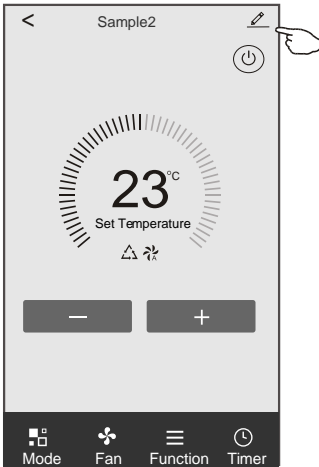 < Sample2
23°C
Set Temperature
A
− +
Mode Fan Function Timer